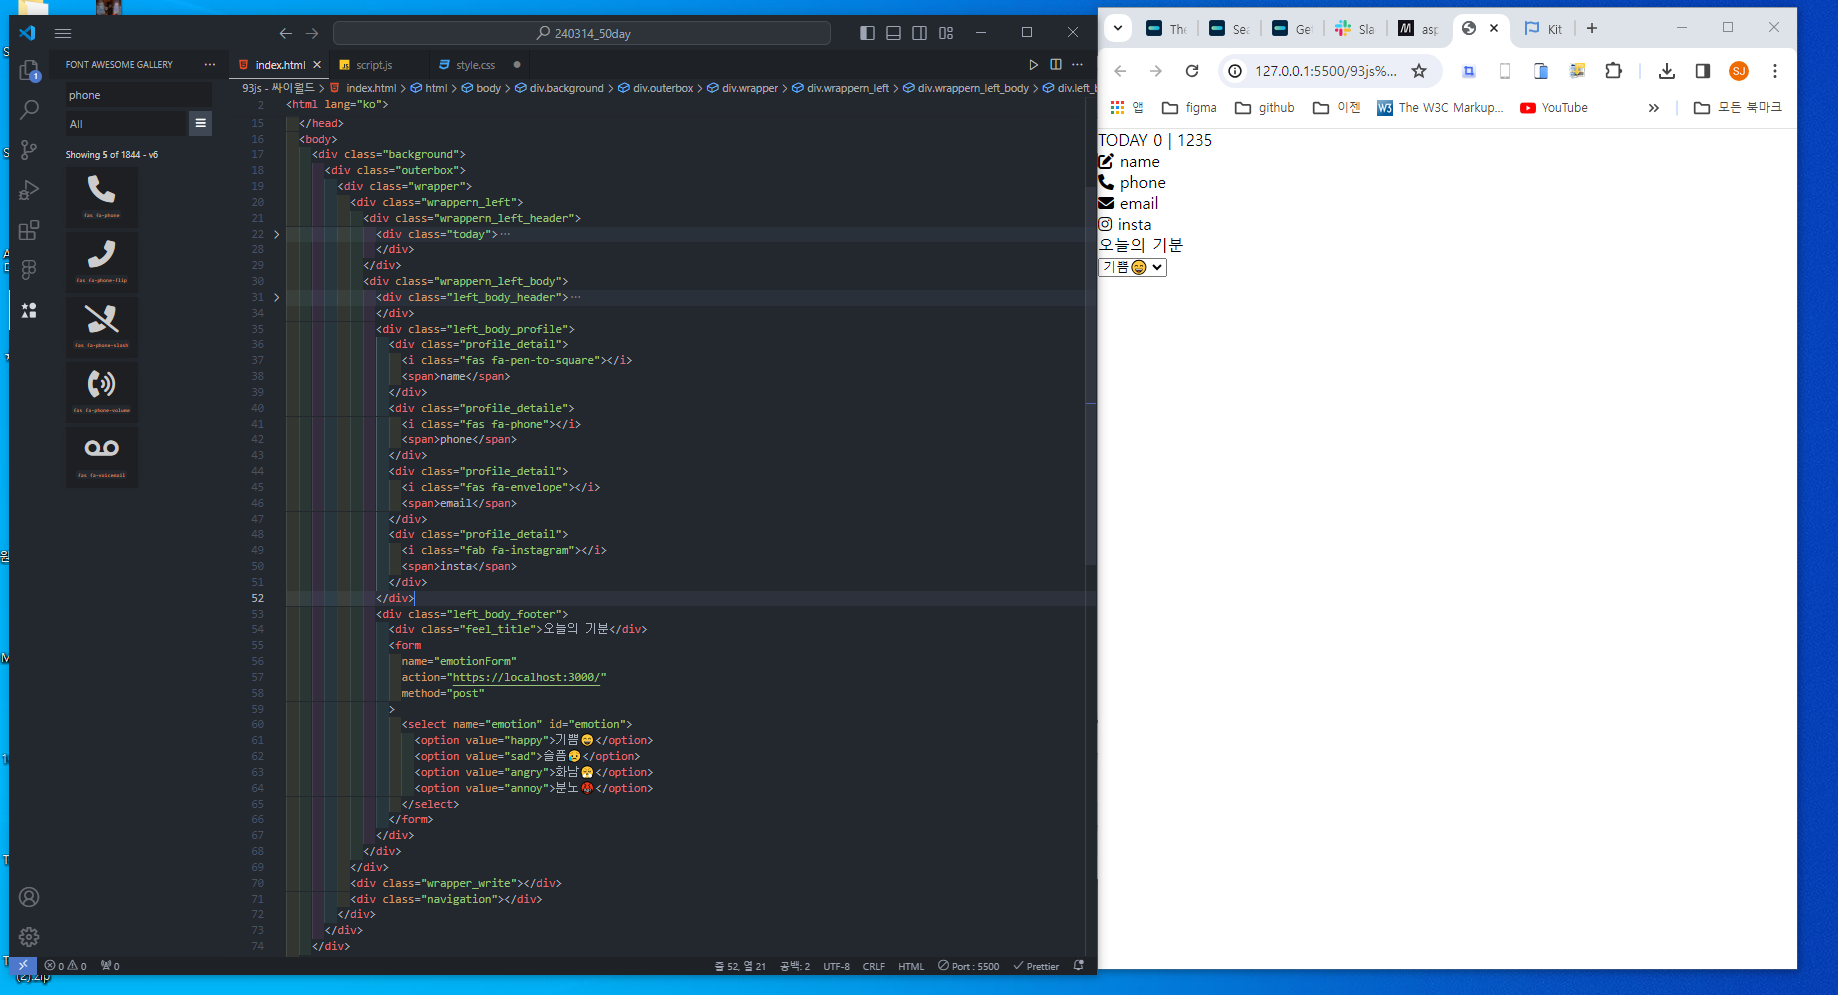 240314_50day
FONT AWESOME GALLERY
index.html
script.js
style.css
phone
All
Showing 5 of 1844 - v6
fas fa-phone
fas fa-phone-flip
fas fa-phone-slash
fas fa-phone-volume
fas fa-voicemail
93js - 싸이월드 > index.html > html > body > div.background > div.outerbox > div.wrapper > div.wrappern_left > div.wrappern_left_body > div.left_b
2 <html lang="ko">
15 </head>
16 <body>
17 <div class="background">
18 <div class="outerbox">
19 <div class="wrapper">
20 <div class="wrappern_left">
21 <div class="wrappern_left_header">
22 <div class="today">…
28 </div>
29 </div>
30 <div class="wrappern_left_body">
31 <div class="left_body_header">…
34 </div>
35 <div class="left_body_profile">
36 <div class="profile_detail">
37 <i class="fas fa-pen-to-square"></i>
38 <span>name</span>
39 </div>
40 <div class="profile_detaile">
41 <i class="fas fa-phone"></i>
42 <span>phone</span>
43 </div>
44 <div class="profile_detail">
45 <i class="fas fa-envelope"></i>
46 <span>email</span>
47 </div>
48 <div class="profile_detail">
49 <i class="fab fa-instagram"></i>
50 <span>insta</span>
51 </div>
52 </div>
53 <div class="left_body_footer">
54 <div class="feel_title">오늘의 기분</div>
55 <form
56 name="emotionForm"
57 action="https://localhost:3000/"
58 method="post"
59 >
60 <select name="emotion" id="emotion">
61 <option value="happy">기쁨😄</option>
62 <option value="sad">슬픔😥</option>
63 <option value="angry">화남😤</option>
64 <option value="annoy">분노👹</option>
65 </select>
66 </form>
67 </div>
68 </div>
69 </div>
70 <div class="wrapper_write"></div>
71 <div class="navigation"></div>
72 </div>
73 </div>
74 </div>
0 0 0
줄 52, 열 21
공백: 2
UTF-8
CRLF
HTML
Port : 5500
Prettier
(2).zip
The
Sea
Get
Sla
asp
Kit
127.0.0.1:5500/93js%...
SJ
앱
figma
github
이젠
The W3C Markup...
YouTube
모든 북마크
TODAY 0 | 1235
name
phone
email
insta
오늘의 기분
기쁨😄